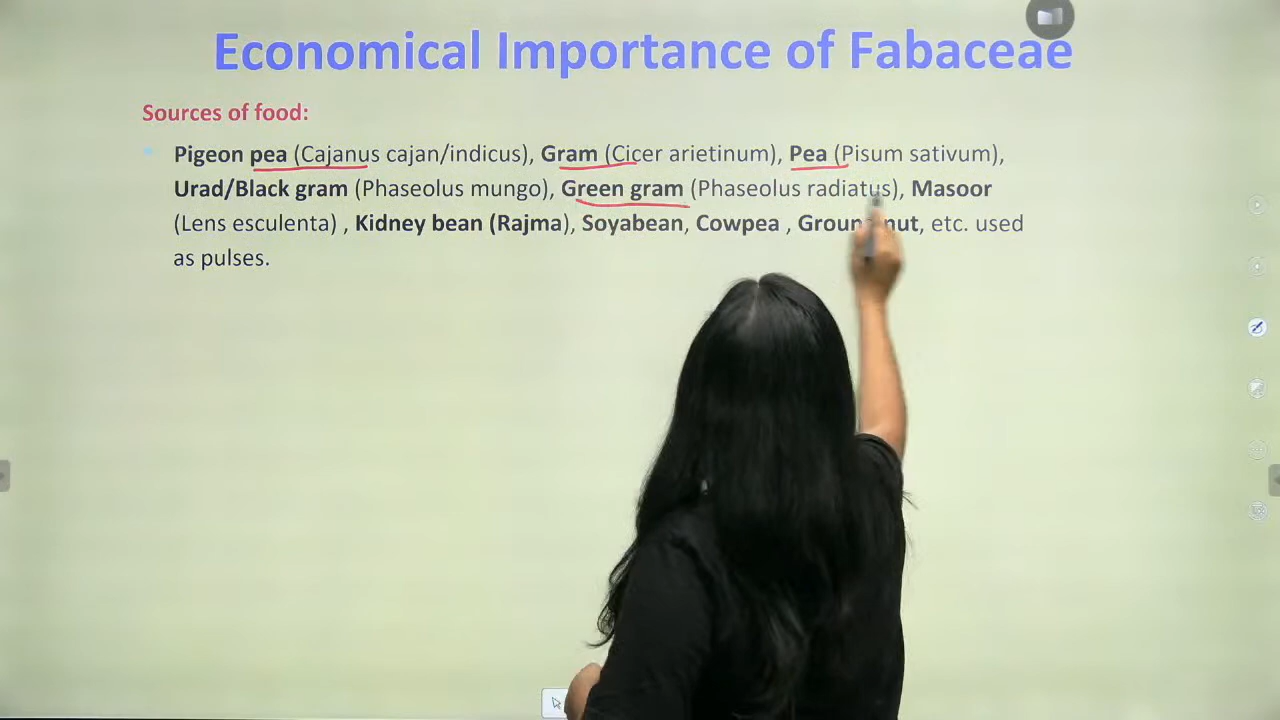 Economical Importance of Fabaceae
Sources of food:
Pigeon pea (Cajanus cajan/indicus), Gram (Cicer arietinum), Pea (Pisum sativum),
Urad/Black gram (Phaseolus mungo), Green gram (Phaseolus radiatus), Masoor
(Lens esculenta) , Kidney bean (Rajma), Soyabean, Cowpea , Ground nut, etc. used
as pulses.